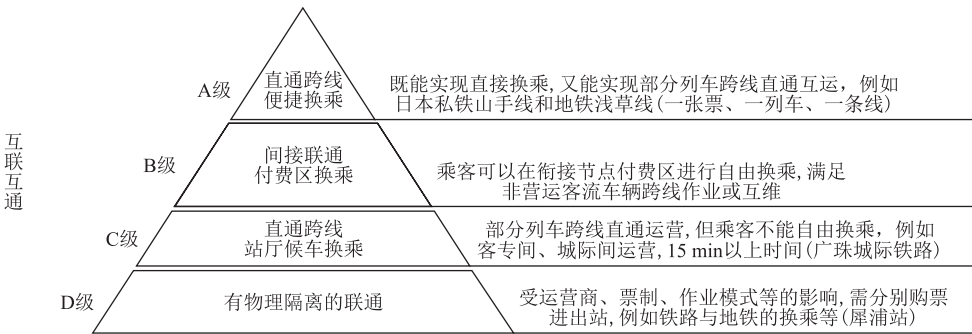 互联互通
A级
直通跨线
便捷换乘
既能实现直接换乘,又能实现部分列车跨线直通互运，例如
日本私铁山手线和地铁浅草线(一张票、一列车、一条线)
B级
间接联通
付费区换乘
乘客可以在衔接节点付费区进行自由换乘,满足
非营运客流车辆跨线作业或互维
C级
直通跨线
站厅候车换乘
部分列车跨线直通运营,但乘客不能自由换乘，例如
客专间、城际间运营,15 min以上时间(广珠城际铁路)
D级
有物理隔离的联通
受运营商、票制、作业模式等的影响,需分别购票
进出站,例如铁路与地铁的换乘等(犀浦站)